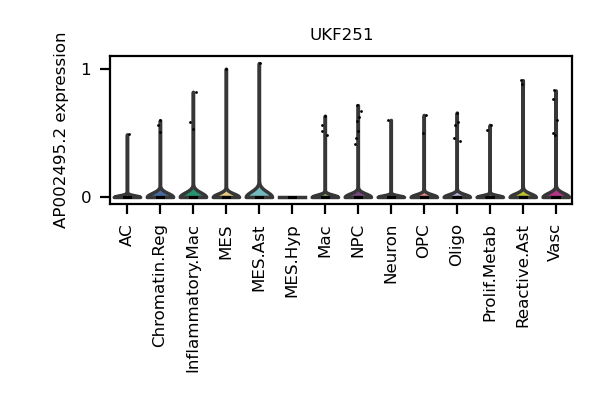 UKF251
AP002495.2 expression
1
0
AC
Chromatin.Reg
Inflammatory.Mac
MES
MES.Ast
MES.Hyp
Mac
NPC
Neuron
OPC
Oligo
Prolif.Metab
Reactive.Ast
Vasc